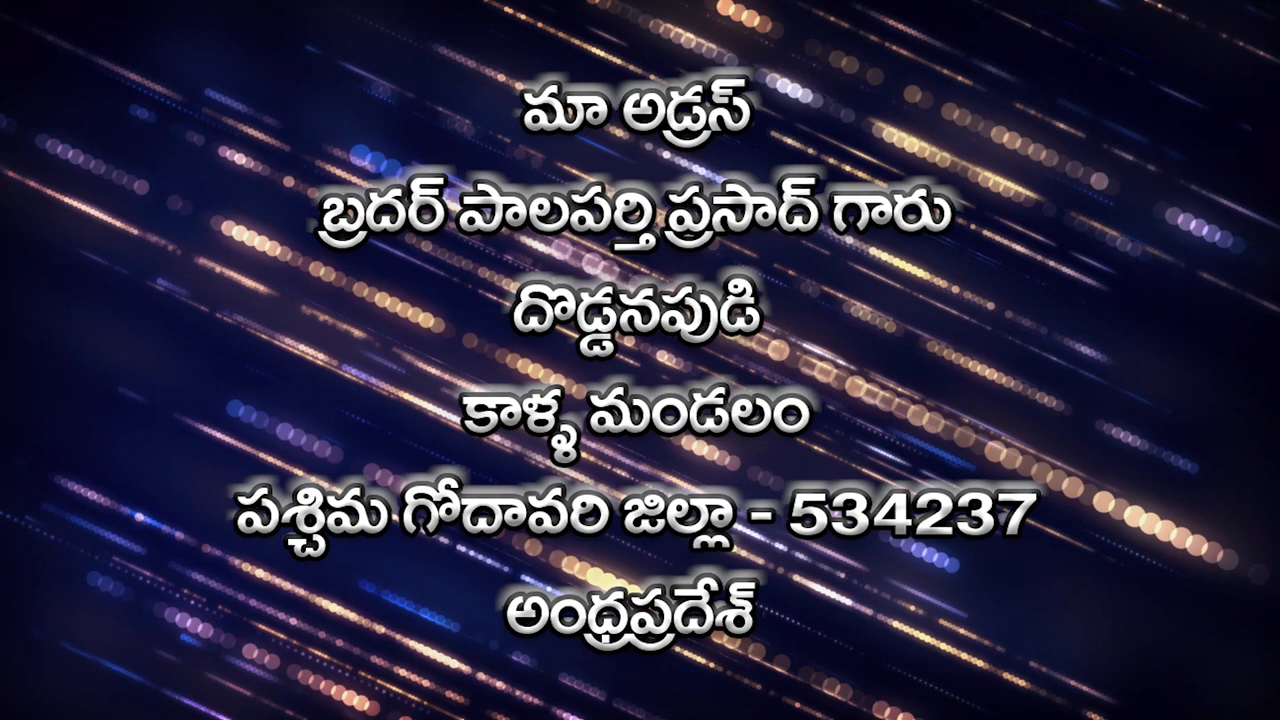 మా అడ్రస్
బ్రదర్ పాలపర్తి ప్రసాద్ గారు
దొడ్డనపుడి
కాళ్ళ మండలం
పశ్చిమ గోదావరి జిల్లా - 534237
అంధ్రప్రదేశ్